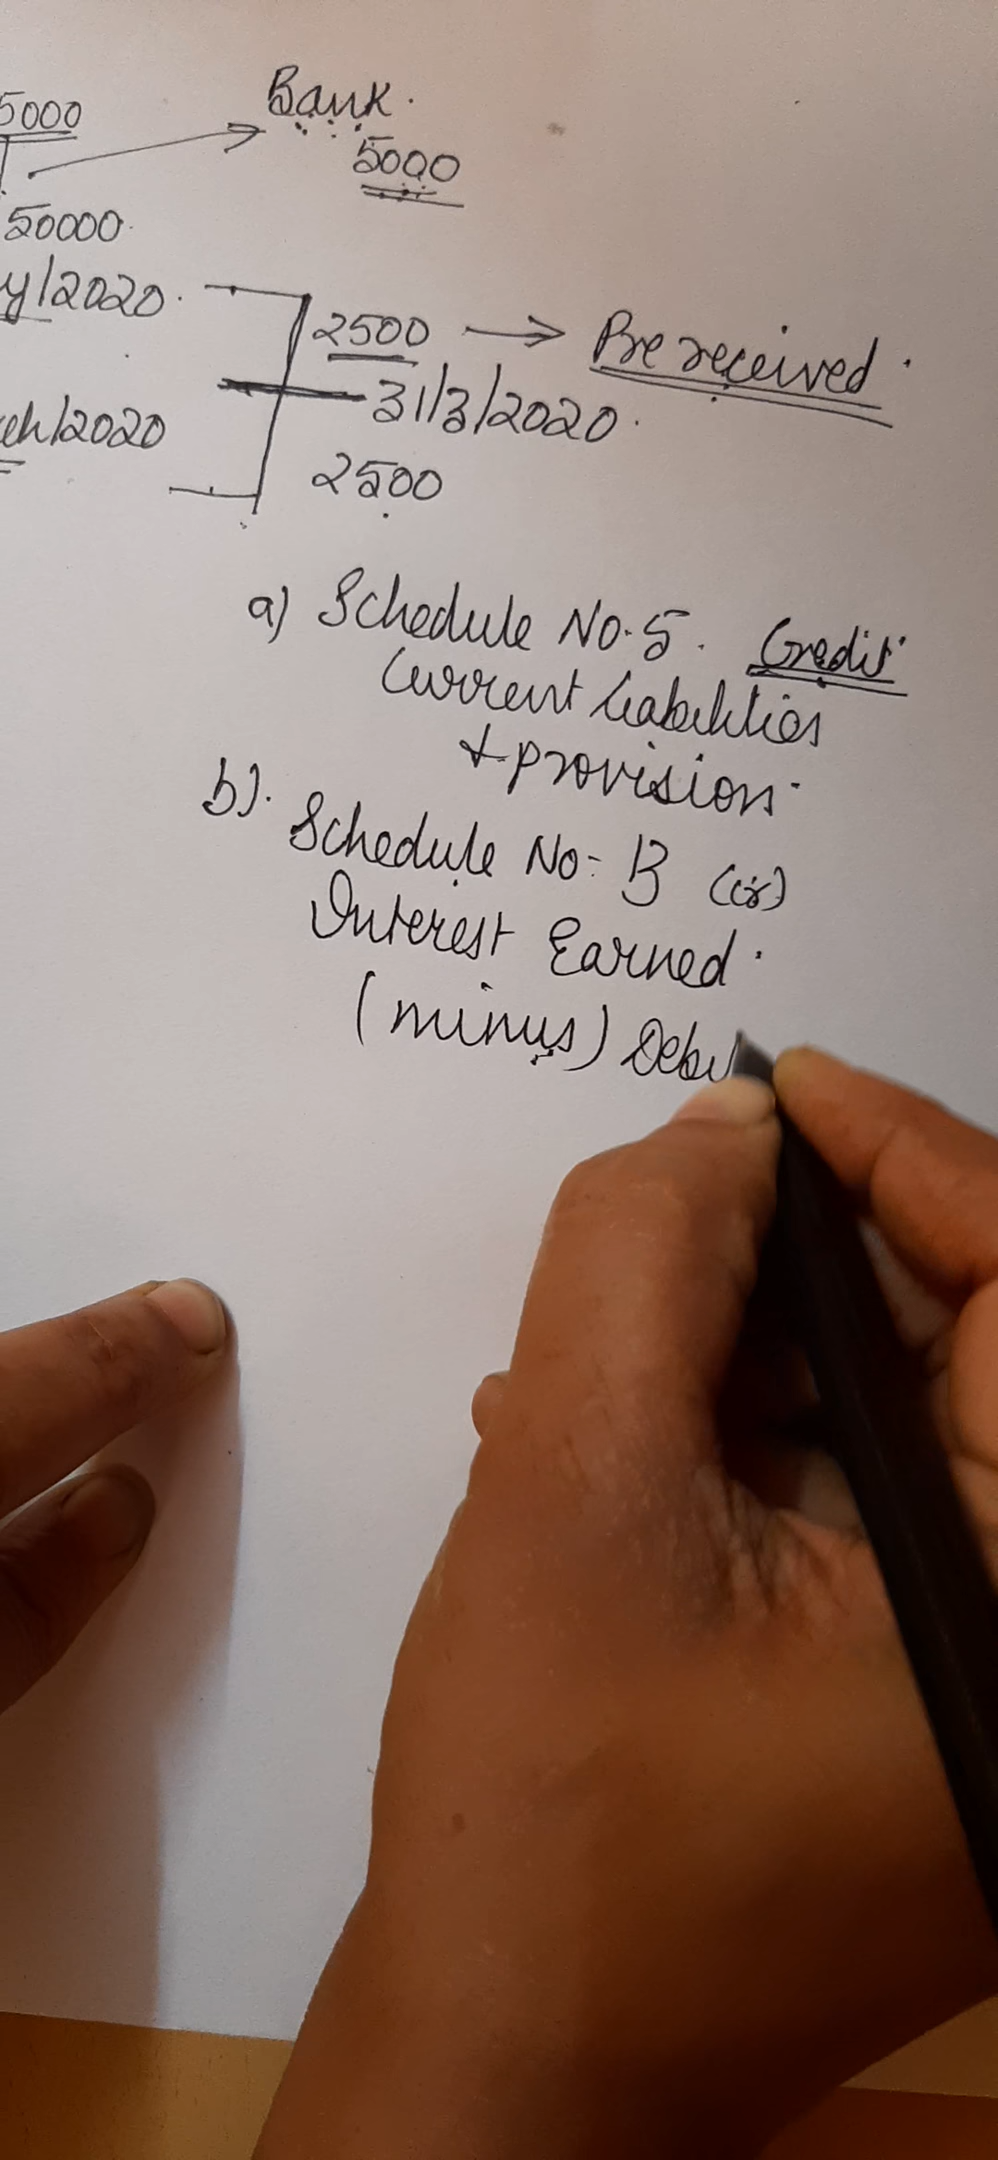 5000
Bank.
5000
50000.
y/2020.
2500 → Pre received.
31/3/2020.
ch/2020
2500
a) Schedule No.5. Credit
Current liabilities
+ provision.
b). Schedule No: 13
Interest Earned.
(minus) Debi